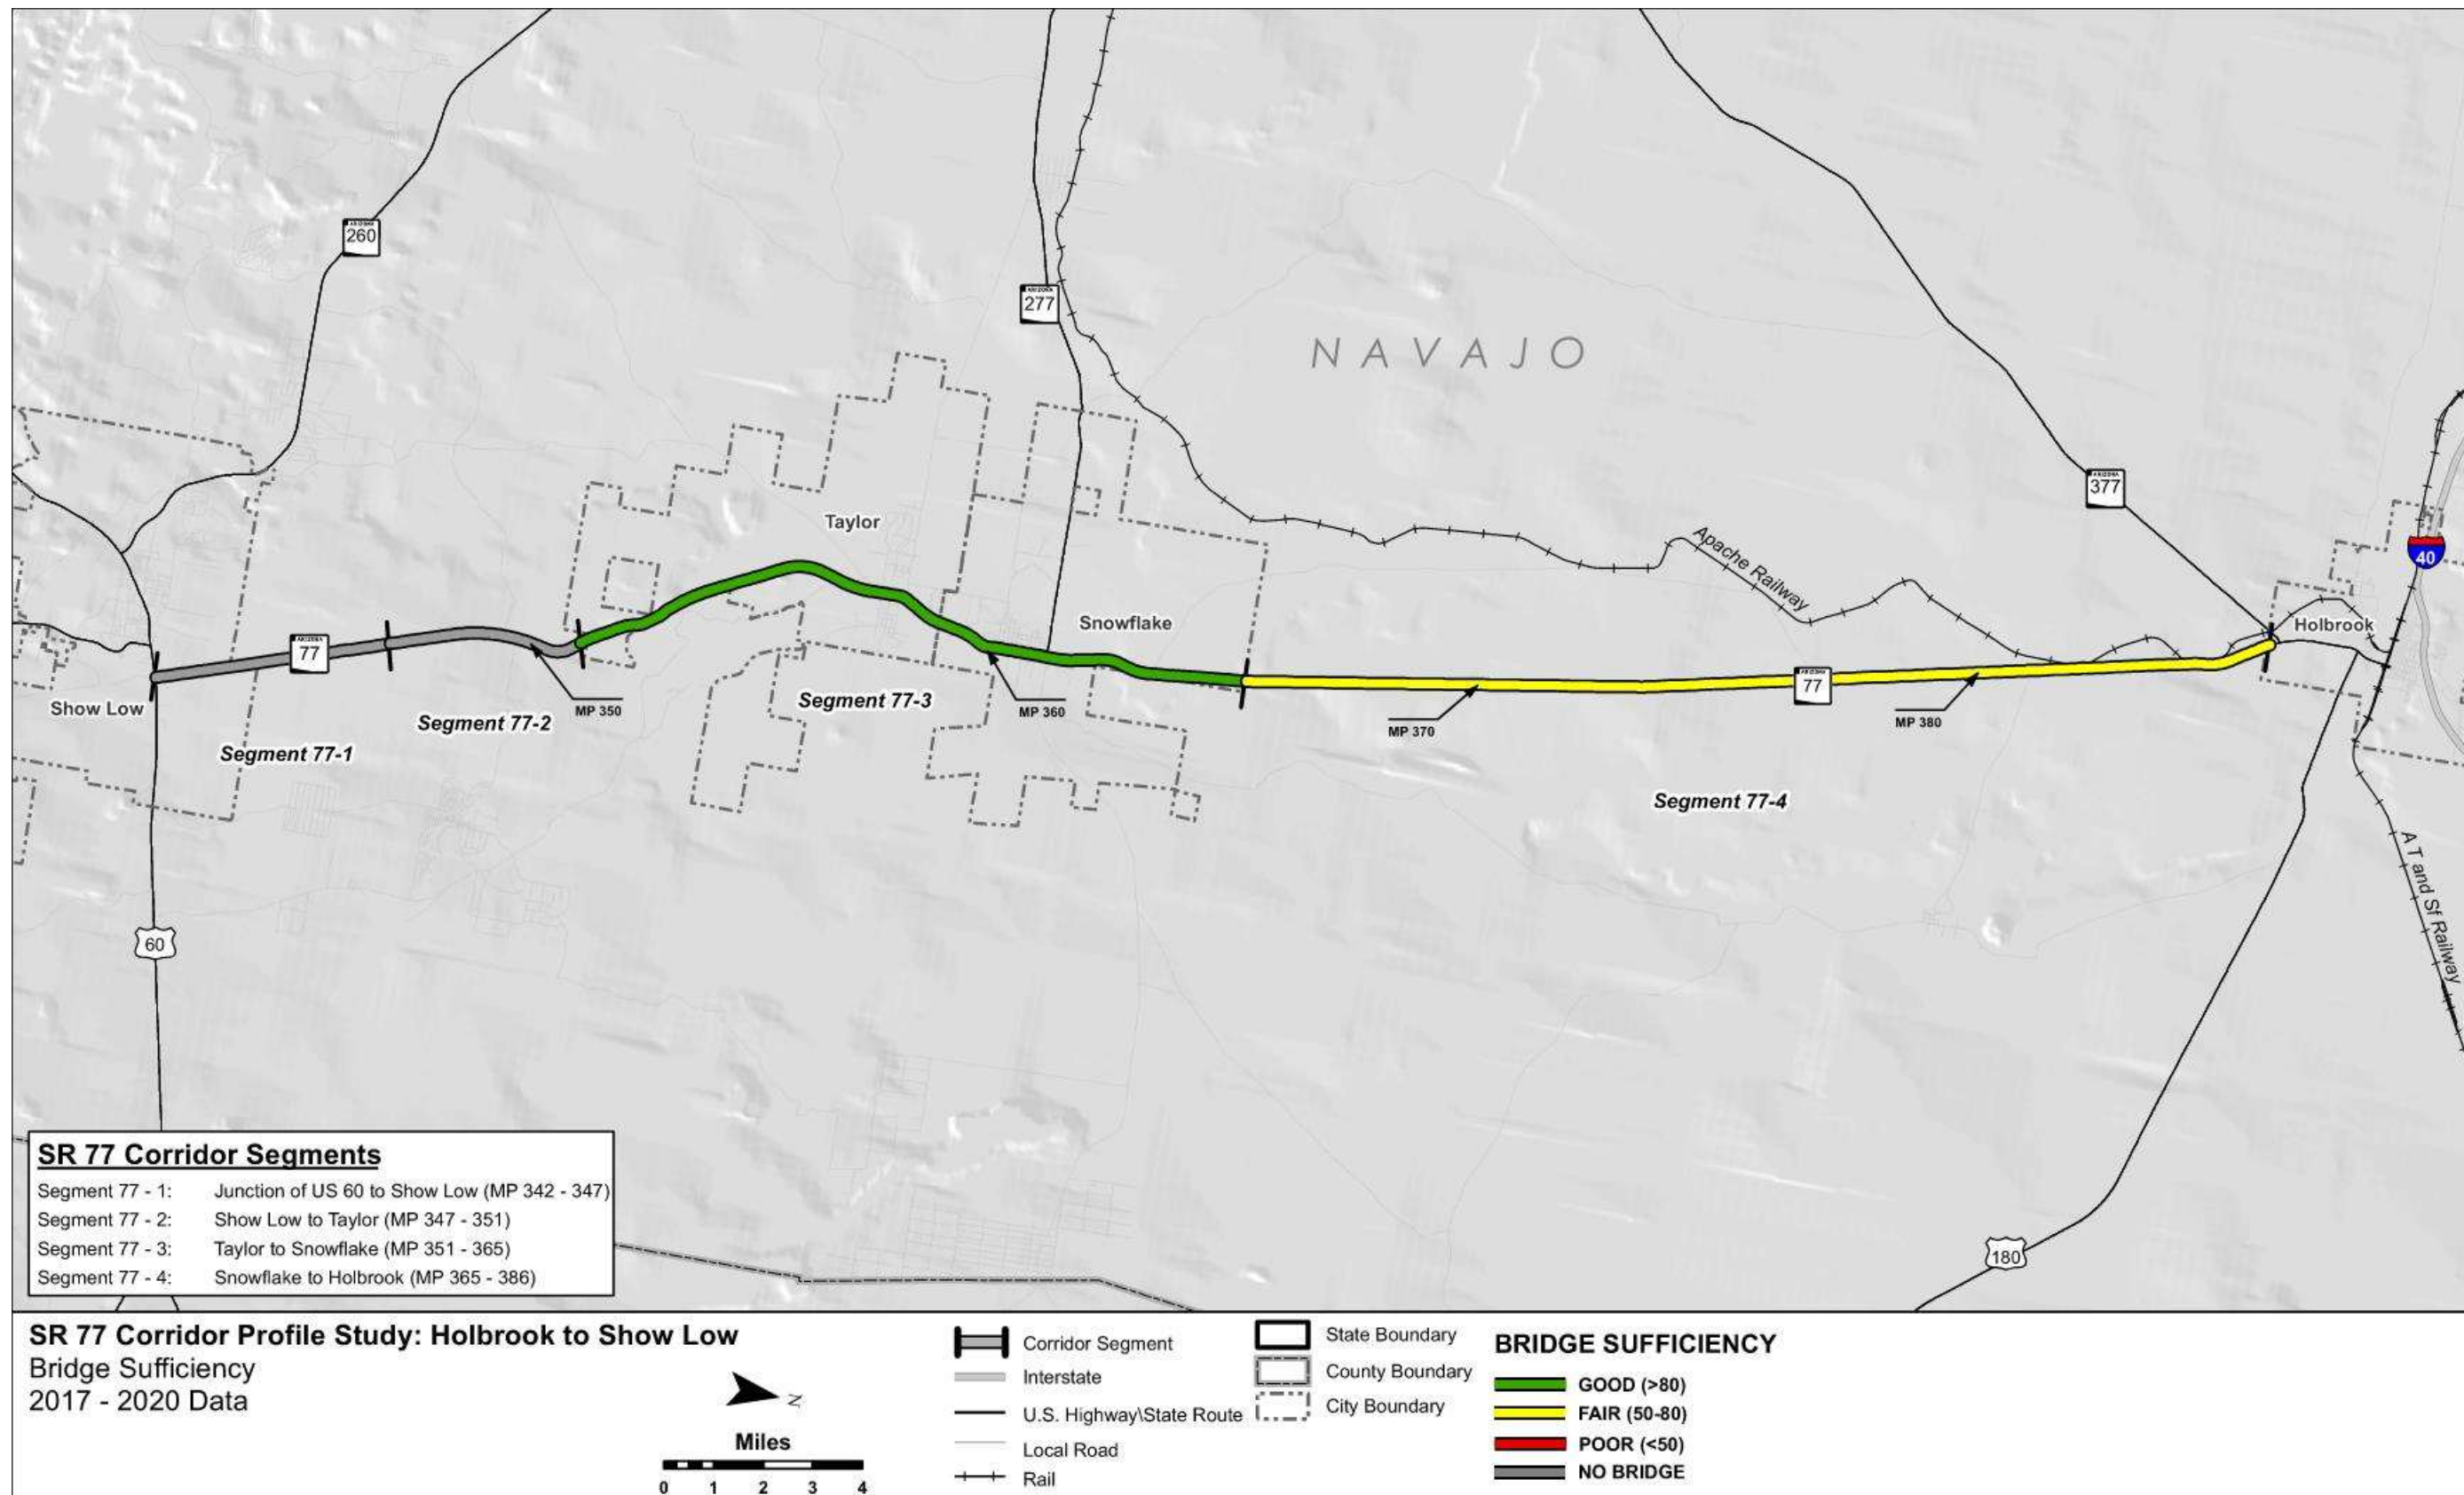 ARIZONA
260
ARIZONA
277
NAVAJO
ARIZONA
377
40
Taylor
Apache Railway
Snowflake
Holbrook
ARIZONA
77
Show Low
MP 350
Segment 77-3
MP 360
ARIZONA
77
Segment 77-2
MP 370
MP 380
Segment 77-1
Segment 77-4
A T and Sf Railway
60
180
SR 77 Corridor Segments
Segment 77 - 1: Junction of US 60 to Show Low (MP 342 - 347)
Segment 77 - 2: Show Low to Taylor (MP 347 - 351)
Segment 77 - 3: Taylor to Snowflake (MP 351 - 365)
Segment 77 - 4: Snowflake to Holbrook (MP 365 - 386)
SR 77 Corridor Profile Study: Holbrook to Show Low
Bridge Sufficiency
2017 - 2020 Data
N
Miles
0 1 2 3 4
Corridor Segment
Interstate
U.S. Highway\State Route
Local Road
Rail
State Boundary
County Boundary
City Boundary
BRIDGE SUFFICIENCY
GOOD (>80)
FAIR (50-80)
POOR (<50)
NO BRIDGE